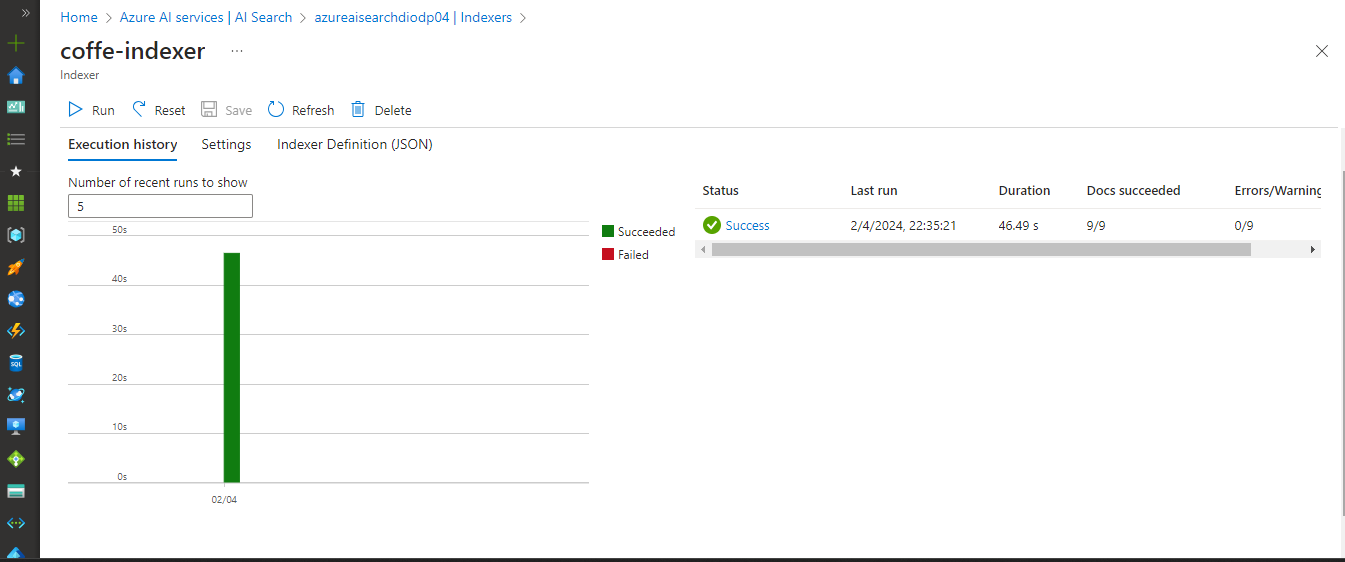 Home > Azure AI services | AI Search > azureaisearchdiodp04 | Indexers >
coffe-indexer ...
Indexer
Run Reset Save Refresh Delete
Execution history Settings Indexer Definition (JSON)
Number of recent runs to show
5
50s
40s
30s
20s
10s
0s
02/04
Succeeded
Failed
Status Last run Duration Docs succeeded Errors/Warning
Success 2/4/2024, 22:35:21 46.49 s 9/9 0/9